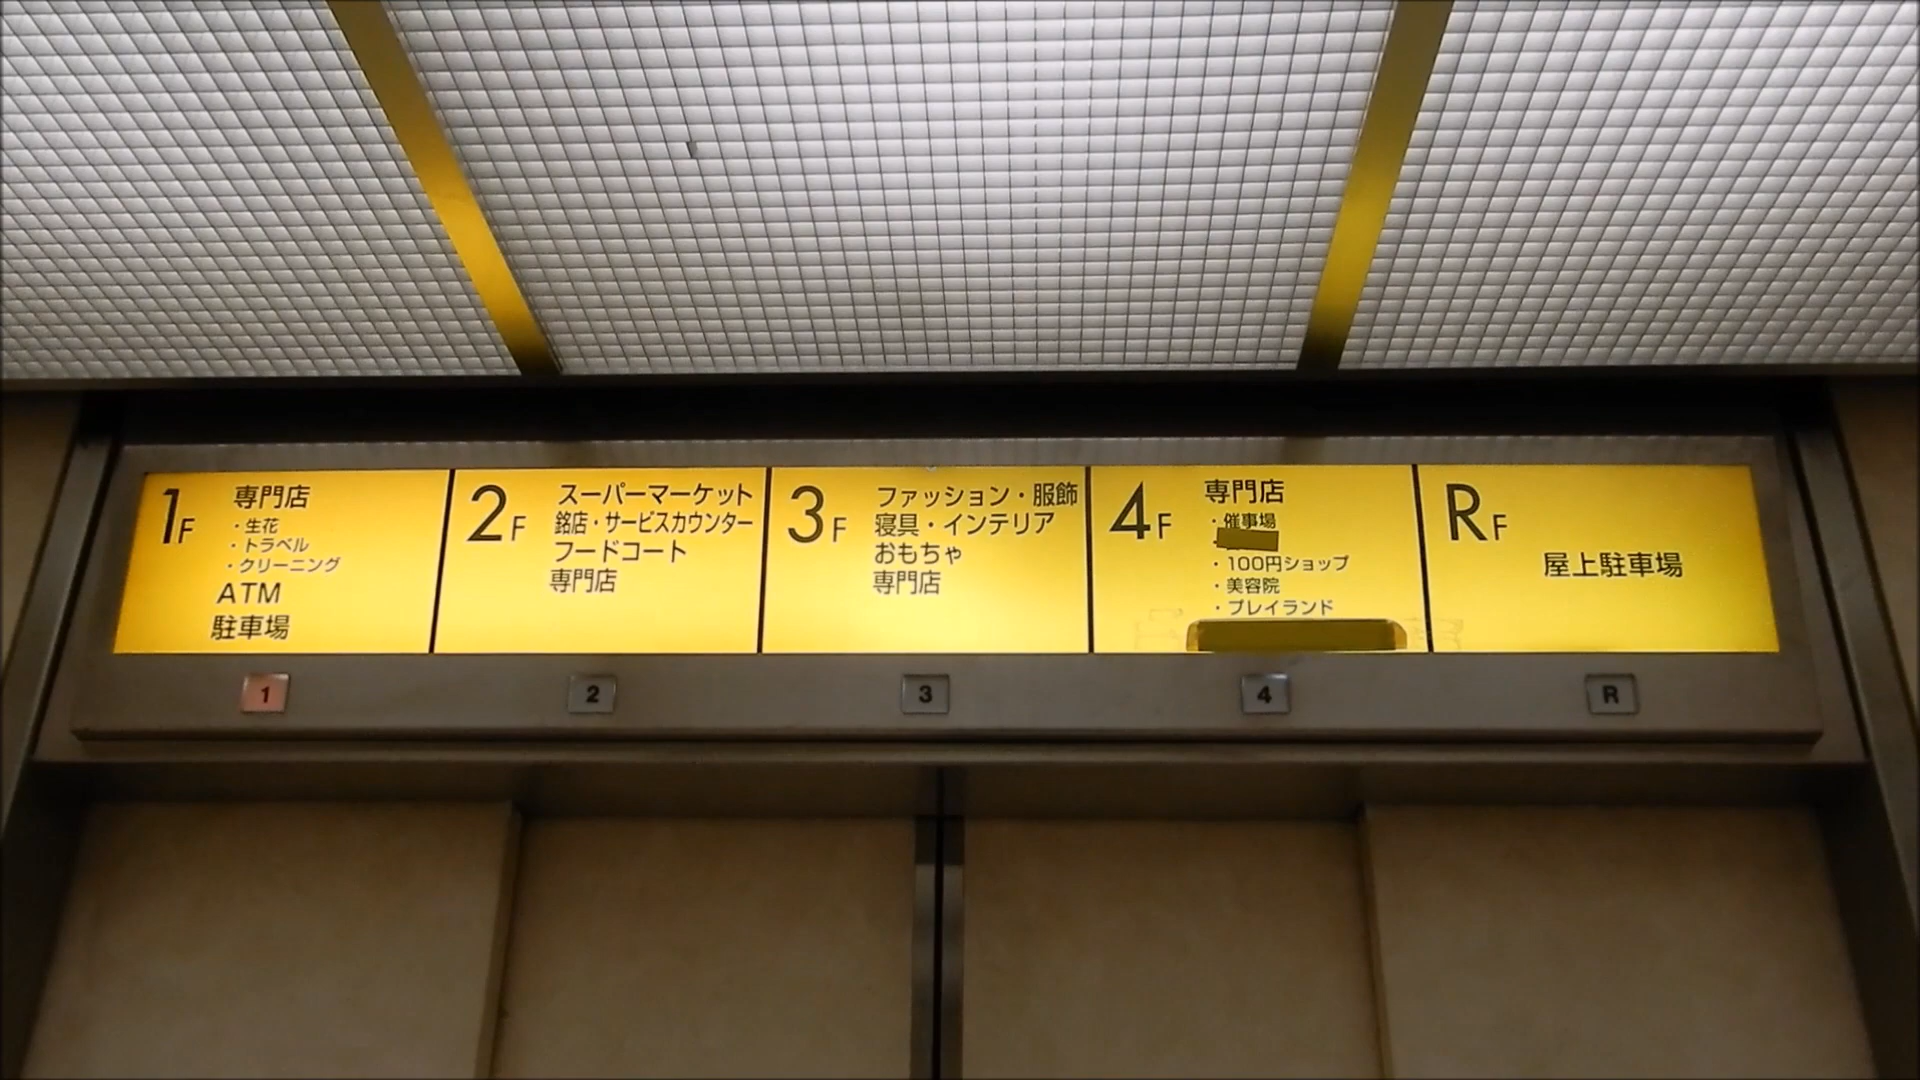 1F
専門店
・生花
・トラベル
・クリーニング
ATM
駐車場
2F
スーパーマーケット
銘店・サービスカウンター
フードコート
専門店
3F
ファッション・服飾
寝具・インテリア
おもちゃ
専門店
4F
専門店
・催事場
・100円ショップ
・美容院
・プレイランド
RF
屋上駐車場
1
2
3
4
R